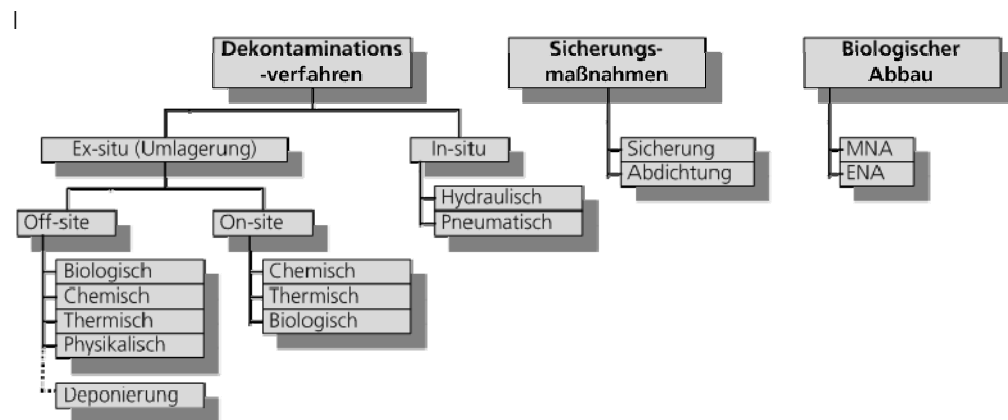 Dekontaminations
-verfahren
Sicherungs-
maßnahmen
Biologischer
Abbau
Ex-situ (Umlagerung)
In-situ
Sicherung
Abdichtung
MNA
ENA
Hydraulisch
Pneumatisch
Off-site
On-site
Biologisch
Chemisch
Thermisch
Physikalisch
Deponierung
Chemisch
Thermisch
Biologisch